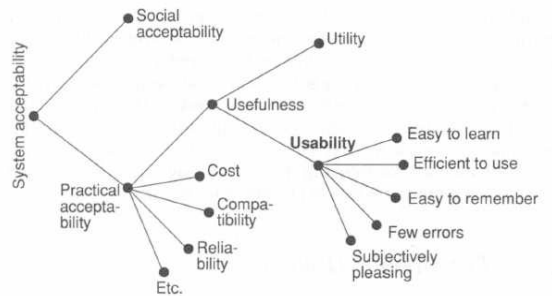 Social
acceptability
Utility
System acceptability
Usefulness
Usability
Easy to learn
Efficient to use
Easy to remember
Few errors
Subjectively
pleasing
Practical
accepta-
bility
Cost
Compa-
tibility
Relia-
bility
Etc.